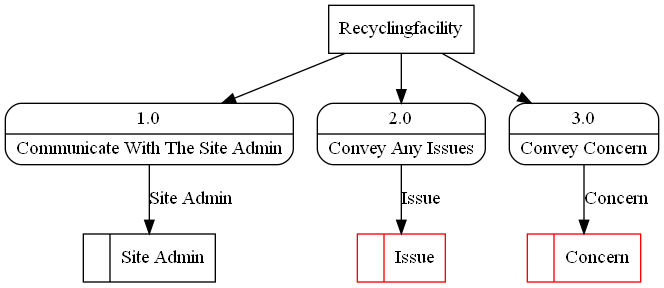 Recyclingfacility
1.0
Communicate With The Site Admin
2.0
Convey Any Issues
3.0
Convey Concern
Site Admin
Issue
Concern
Site Admin
Issue
Concern